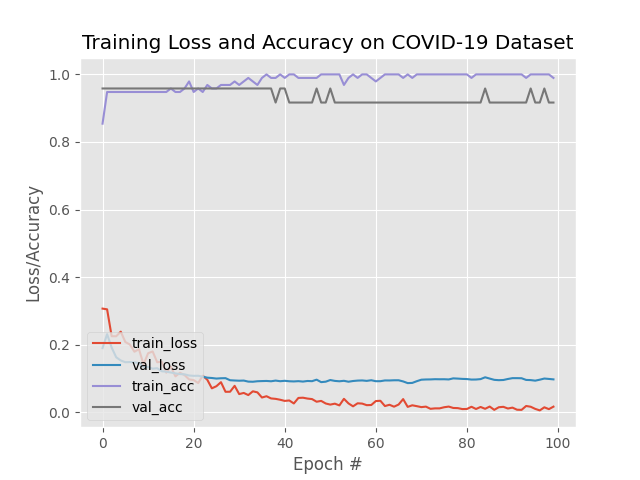 Training Loss and Accuracy on COVID-19 Dataset
1.0
0.8
0.6
0.4
0.2
0.0
Loss/Accuracy
train_loss
val_loss
train_acc
val_acc
0 20 40 60 80 100
Epoch #